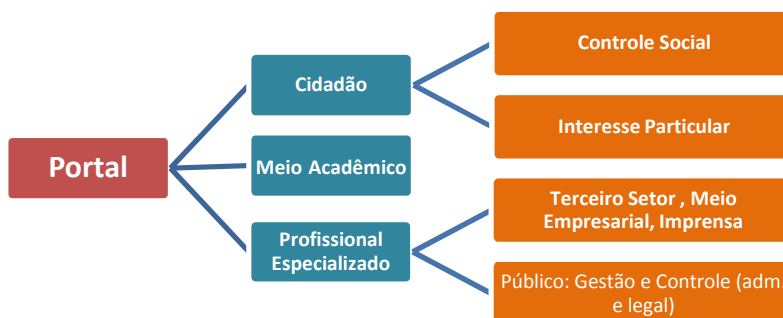 Portal
Cidadão
Meio Acadêmico
Profissional
Especializado
Controle Social
Interesse Particular
Terceiro Setor , Meio
Empresarial, Imprensa
Público: Gestão e Controle (adm.
e legal)